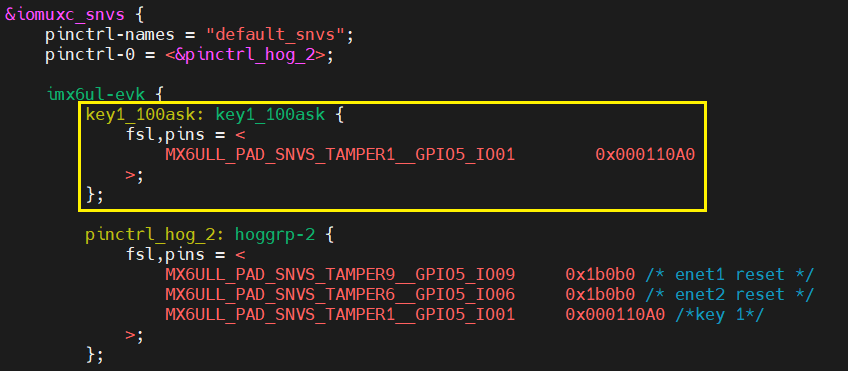 &iomuxc_snvs {
    pinctrl-names = "default_snvs";
    pinctrl-0 = <&pinctrl_hog_2>;
    imx6ul-evk {
        key1_100ask: key1_100ask {
            fsl,pins = <
                MX6ULL_PAD_SNVS_TAMPER1__GPIO5_IO01        0x000110A0
            >;
        };
        pinctrl_hog_2: hoggrp-2 {
            fsl,pins = <
                MX6ULL_PAD_SNVS_TAMPER9__GPIO5_IO09     0x1b0b0 /* enet1 reset */
                MX6ULL_PAD_SNVS_TAMPER6__GPIO5_IO06     0x1b0b0 /* enet2 reset */
                MX6ULL_PAD_SNVS_TAMPER1__GPIO5_IO01     0x000110A0 /*key 1*/
            >;
        };